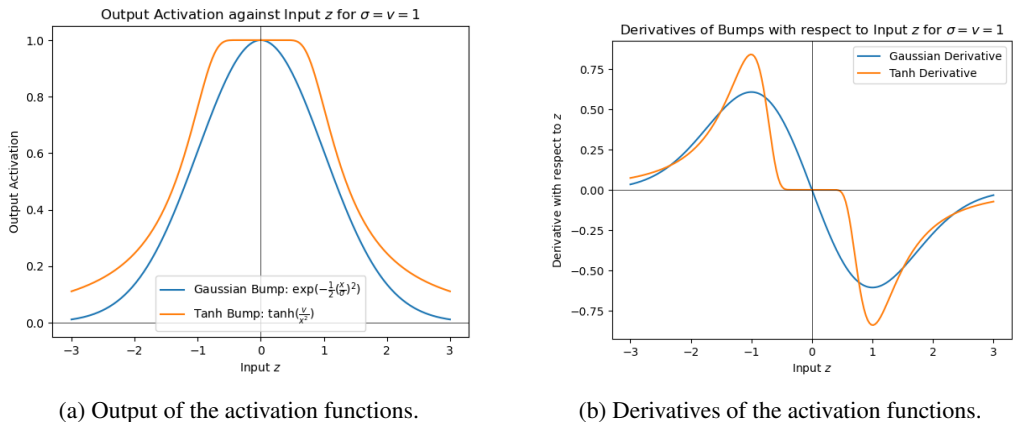 Output Activation against Input z for σ = v = 1
Output Activation
1.0
0.8
0.6
0.4
0.2
0.0
Gaussian Bump: exp(−½(x/σ)²)
Tanh Bump: tanh(v/x²)
−3 −2 −1 0 1 2 3
Input z
(a) Output of the activation functions.
Derivatives of Bumps with respect to Input z for σ = v = 1
Derivative with respect to z
0.75
0.50
0.25
0.00
−0.25
−0.50
−0.75
Gaussian Derivative
Tanh Derivative
−3 −2 −1 0 1 2 3
Input z
(b) Derivatives of the activation functions.